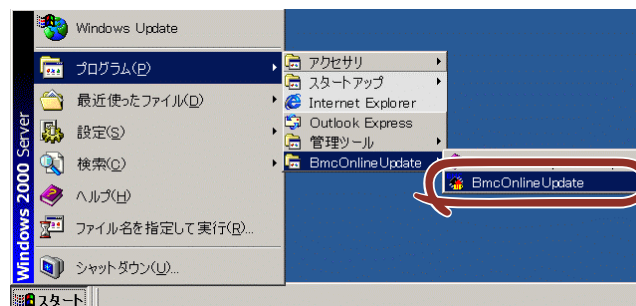 Windows Update
プログラム(P)
最近使ったファイル(D)
設定(S)
検索(C)
ヘルプ(H)
ファイル名を指定して実行(R)...
シャットダウン(U)...
Windows 2000 Server
アクセサリ
スタートアップ
Internet Explorer
Outlook Express
管理ツール
BmcOnlineUpdate
BmcOnlineUpdate
スタート